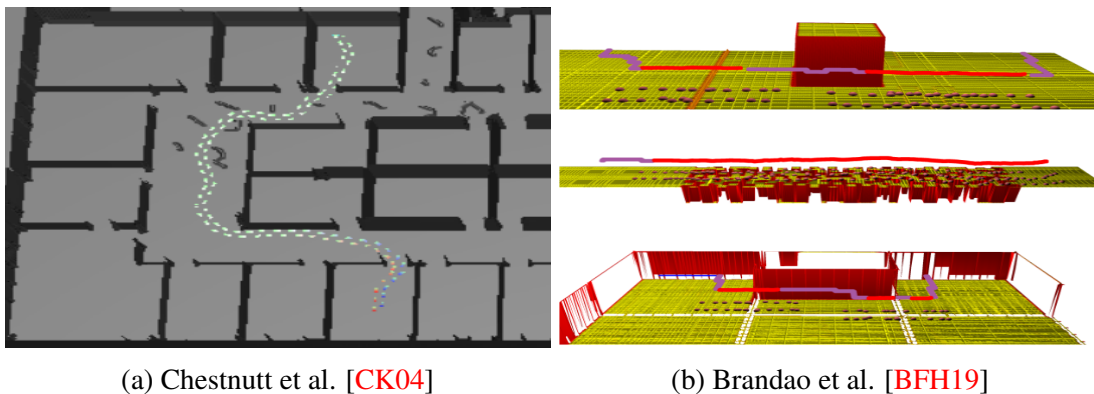 (a) Chestnutt et al. [CK04]
(b) Brandao et al. [BFH19]